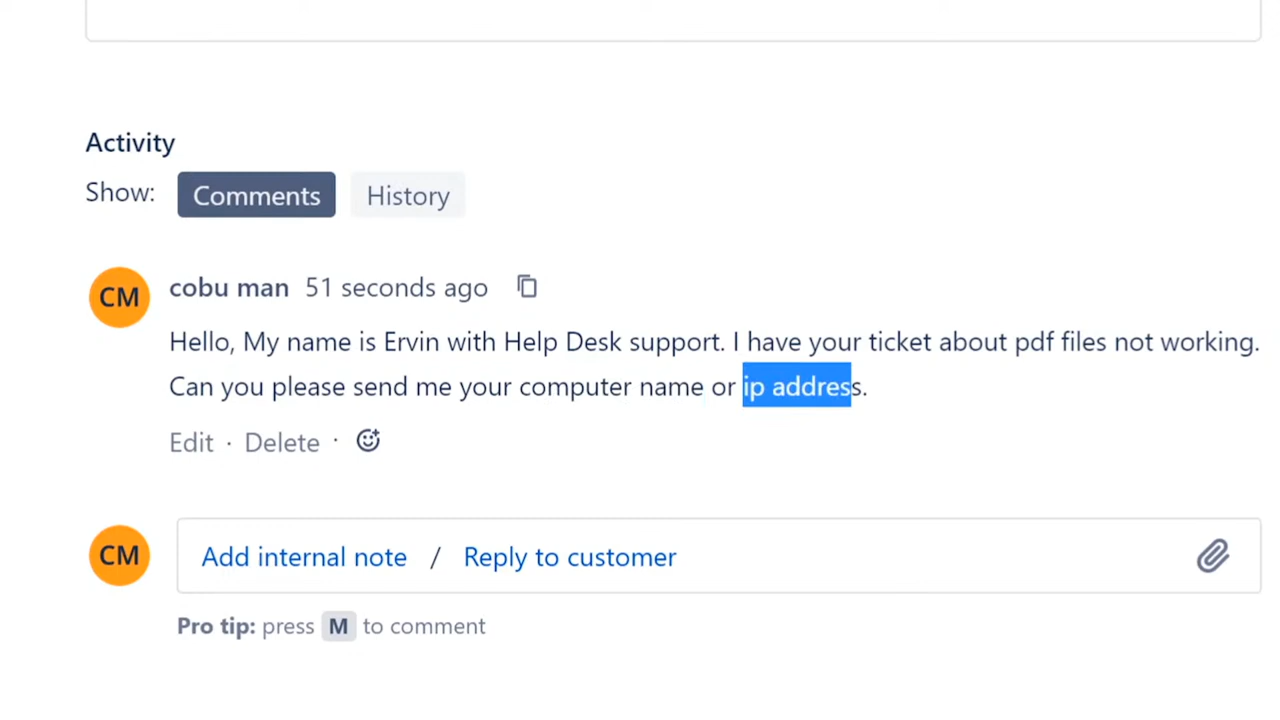 Activity
Show: Comments History
CM cobu man 51 seconds ago
Hello, My name is Ervin with Help Desk support. I have your ticket about pdf files not working.
Can you please send me your computer name or ip address.
Edit · Delete ·
CM Add internal note / Reply to customer
Pro tip: press M to comment